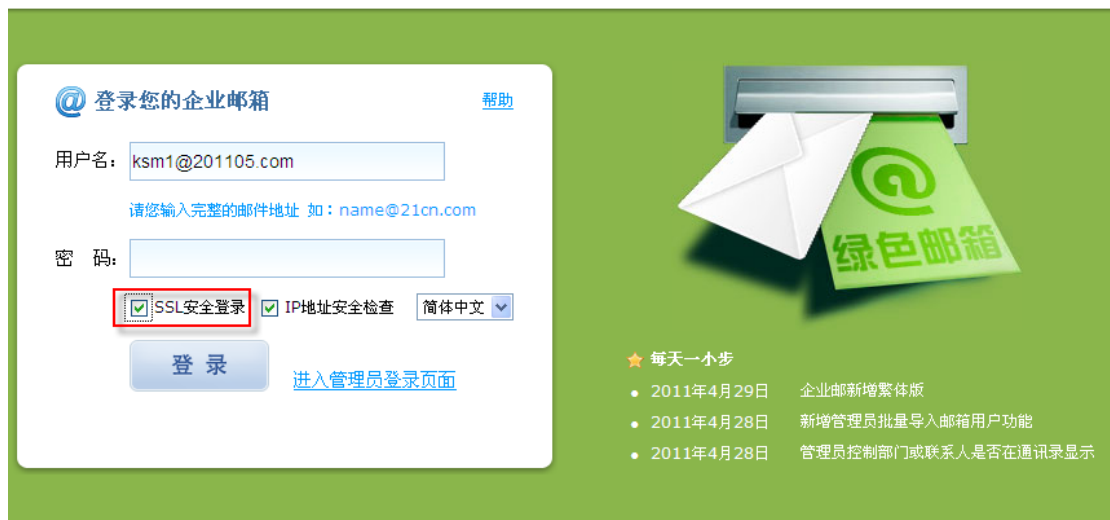 登录您的企业邮箱 帮助
用户名： ksm1@201105.com
请您输入完整的邮件地址 如：name@21cn.com
密 码：
SSL安全登录 IP地址安全检查 简体中文
登 录 进入管理员登录页面
@
绿色邮箱
每天一小步
• 2011年4月29日 企业邮新增繁体版
• 2011年4月28日 新增管理员批量导入邮箱用户功能
• 2011年4月28日 管理员控制部门或联系人是否在通讯录显示